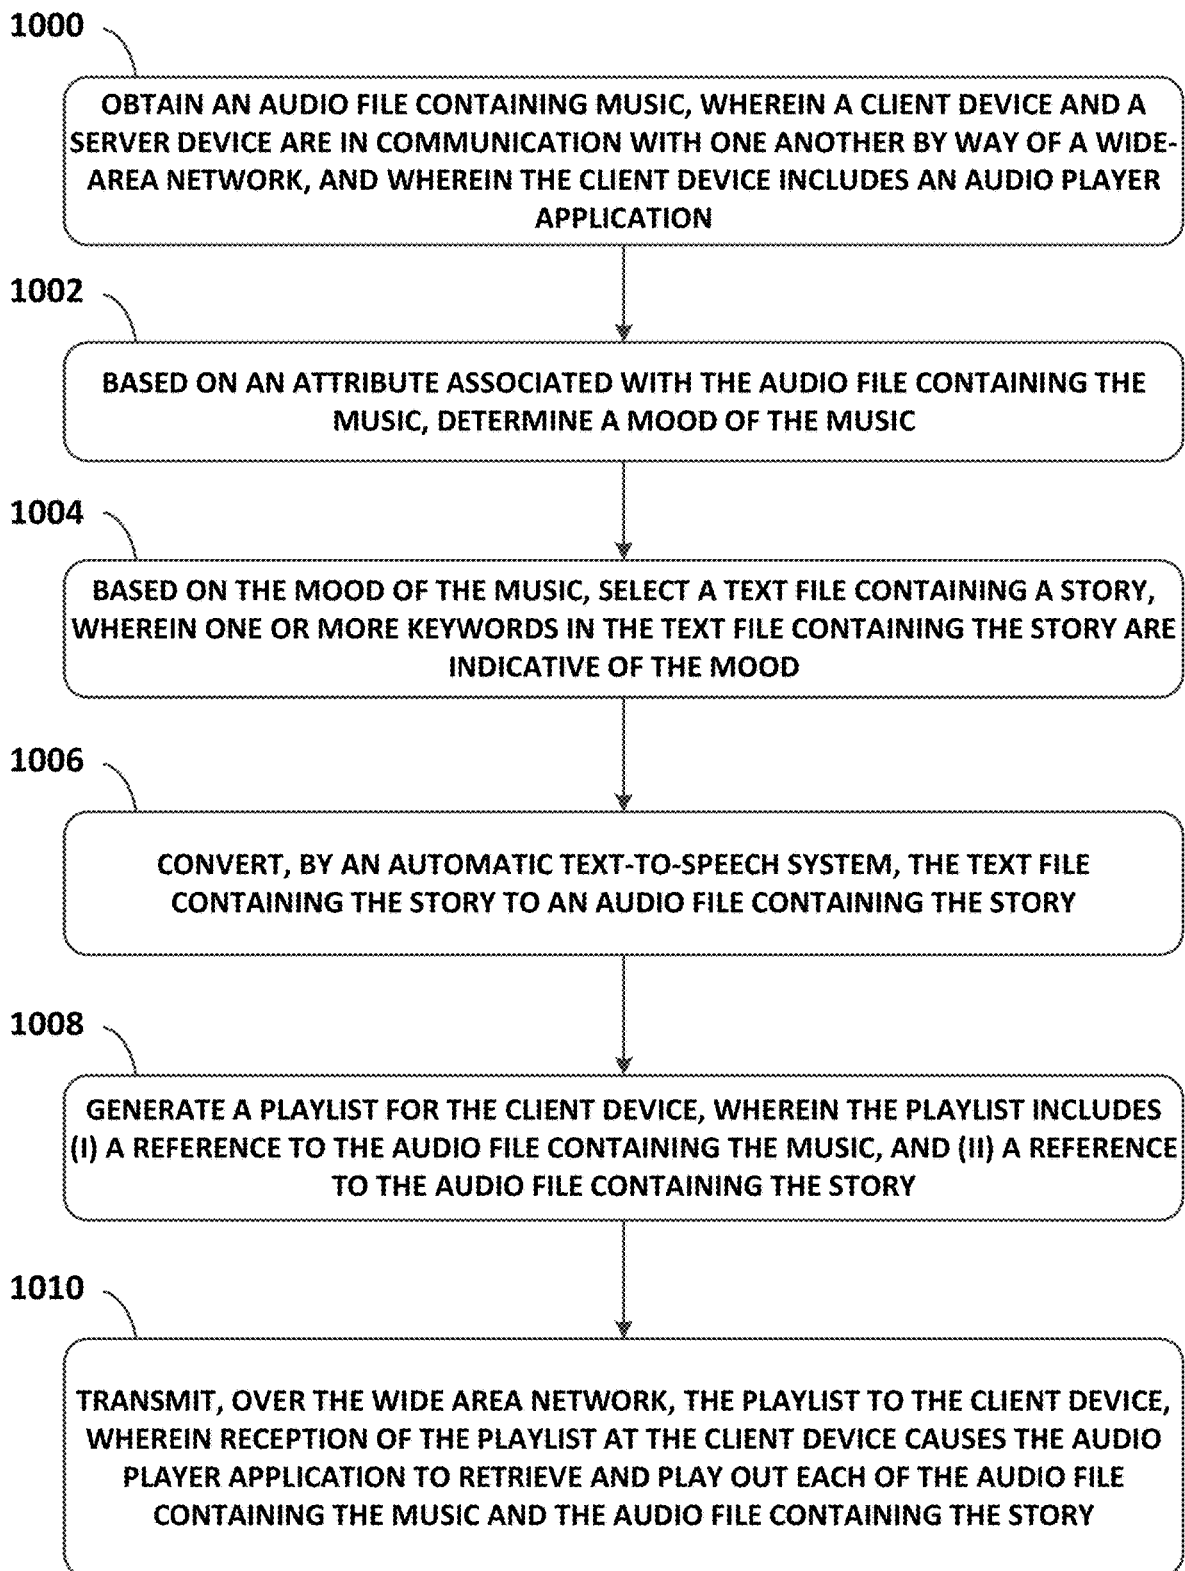 1000
OBTAIN AN AUDIO FILE CONTAINING MUSIC, WHEREIN A CLIENT DEVICE AND A
SERVER DEVICE ARE IN COMMUNICATION WITH ONE ANOTHER BY WAY OF A WIDE-
AREA NETWORK, AND WHEREIN THE CLIENT DEVICE INCLUDES AN AUDIO PLAYER
APPLICATION
1002
BASED ON AN ATTRIBUTE ASSOCIATED WITH THE AUDIO FILE CONTAINING THE
MUSIC, DETERMINE A MOOD OF THE MUSIC
1004
BASED ON THE MOOD OF THE MUSIC, SELECT A TEXT FILE CONTAINING A STORY,
WHEREIN ONE OR MORE KEYWORDS IN THE TEXT FILE CONTAINING THE STORY ARE
INDICATIVE OF THE MOOD
1006
CONVERT, BY AN AUTOMATIC TEXT-TO-SPEECH SYSTEM, THE TEXT FILE
CONTAINING THE STORY TO AN AUDIO FILE CONTAINING THE STORY
1008
GENERATE A PLAYLIST FOR THE CLIENT DEVICE, WHEREIN THE PLAYLIST INCLUDES
(I) A REFERENCE TO THE AUDIO FILE CONTAINING THE MUSIC, AND (II) A REFERENCE
TO THE AUDIO FILE CONTAINING THE STORY
1010
TRANSMIT, OVER THE WIDE AREA NETWORK, THE PLAYLIST TO THE CLIENT DEVICE,
WHEREIN RECEPTION OF THE PLAYLIST AT THE CLIENT DEVICE CAUSES THE AUDIO
PLAYER APPLICATION TO RETRIEVE AND PLAY OUT EACH OF THE AUDIO FILE
CONTAINING THE MUSIC AND THE AUDIO FILE CONTAINING THE STORY